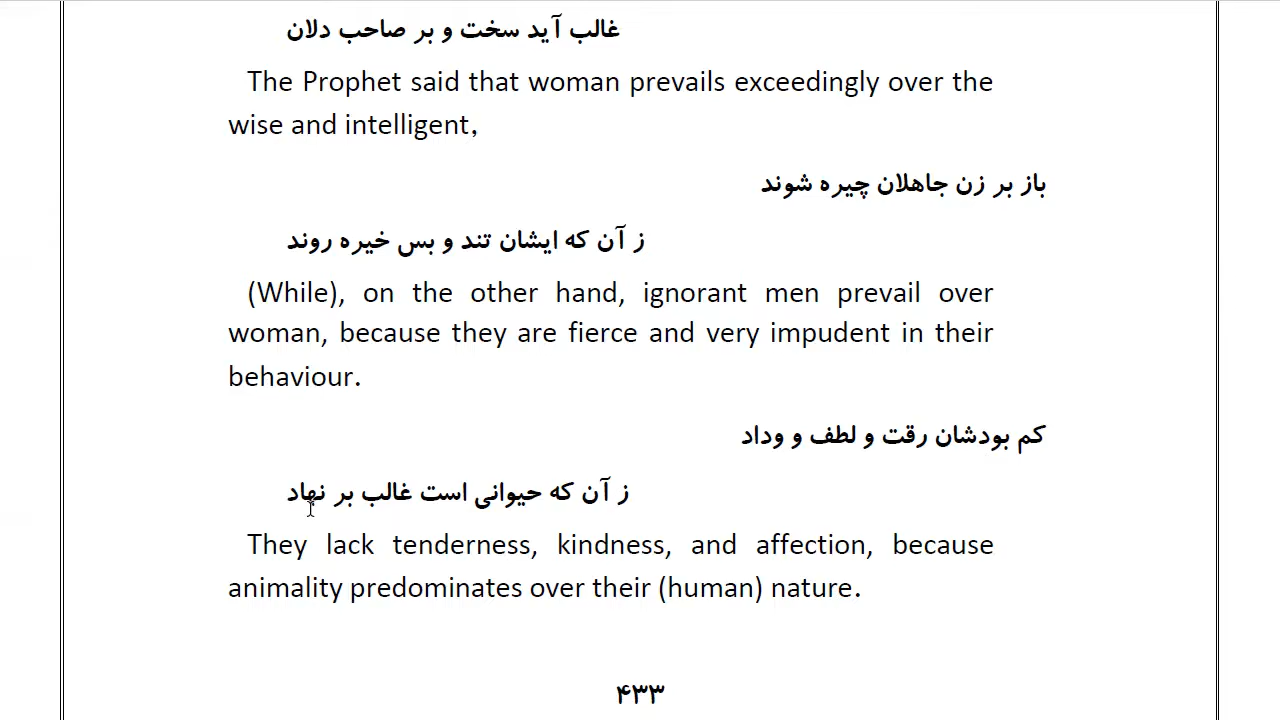 غالب آید سخت و بر صاحب دلان
The Prophet said that woman prevails exceedingly over the
wise and intelligent,
باز بر زن جاهلان چیره شوند
ز آن که ایشان تند و بس خیره روند
(While), on the other hand, ignorant men prevail over
woman, because they are fierce and very impudent in their
behaviour.
کم بودشان رقت و لطف و وداد
ز آن که حیوانی است غالب بر نهاد
They lack tenderness, kindness, and affection, because
animality predominates over their (human) nature.
۴۳۳